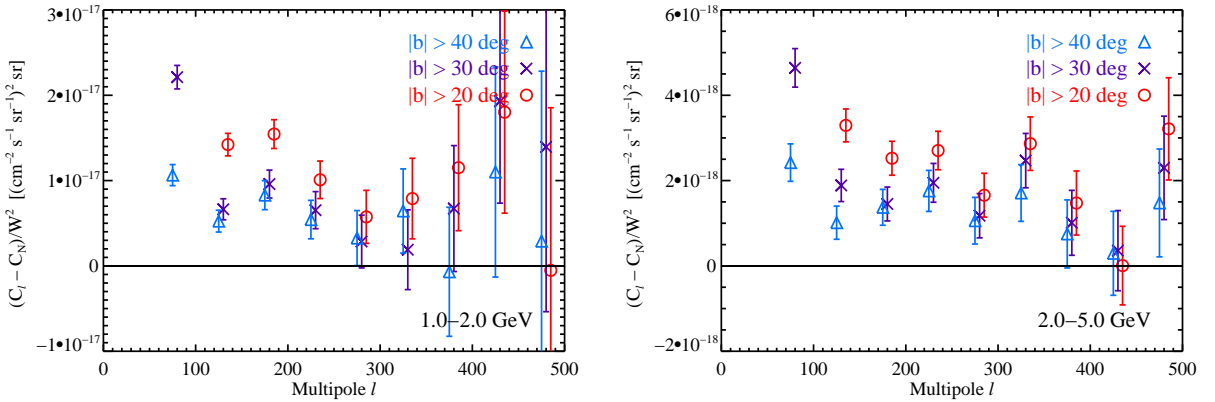 (C_l − C_N)/W² [(cm⁻² s⁻¹ sr⁻¹)² sr]
3•10⁻¹⁷
2•10⁻¹⁷
1•10⁻¹⁷
0
−1•10⁻¹⁷
|b| > 40 deg
|b| > 30 deg
|b| > 20 deg
1.0–2.0 GeV
0 100 200 300 400 500
Multipole l
(C_l − C_N)/W² [(cm⁻² s⁻¹ sr⁻¹)² sr]
6•10⁻¹⁸
4•10⁻¹⁸
2•10⁻¹⁸
0
−2•10⁻¹⁸
|b| > 40 deg
|b| > 30 deg
|b| > 20 deg
2.0–5.0 GeV
0 100 200 300 400 500
Multipole l